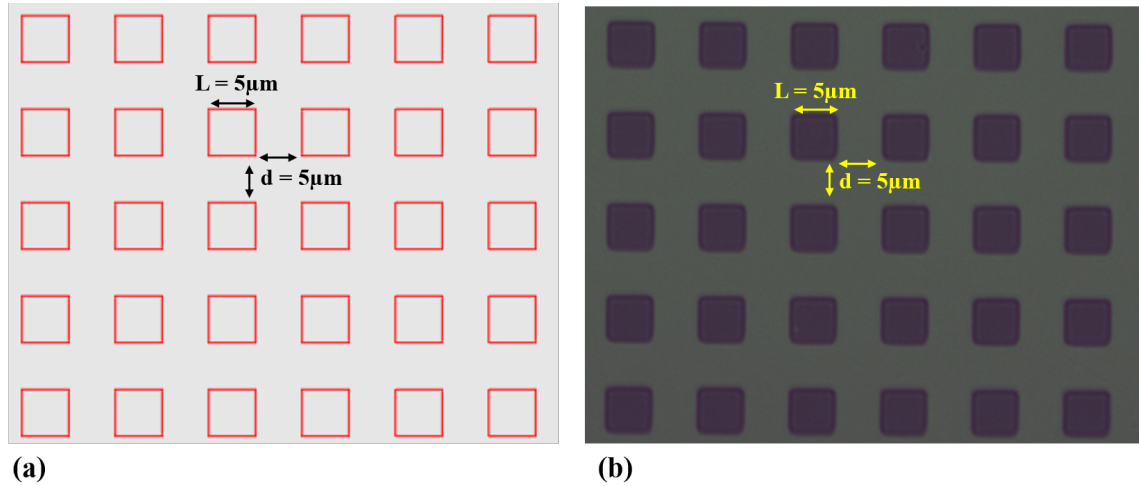 L = 5µm
d = 5µm
L = 5µm
d = 5µm
(a)
(b)